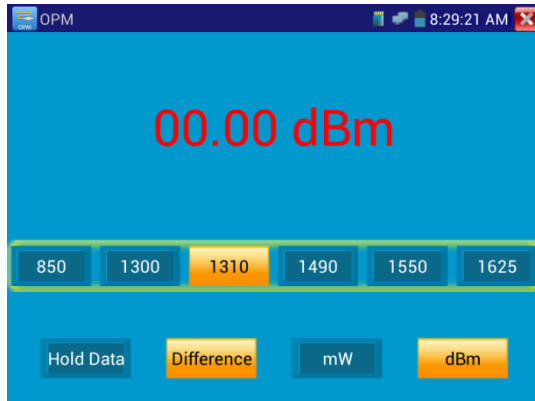 OPM
OPM 8:29:21 AM
00.00 dBm
850 1300 1310 1490 1550 1625
Hold Data Difference mW dBm